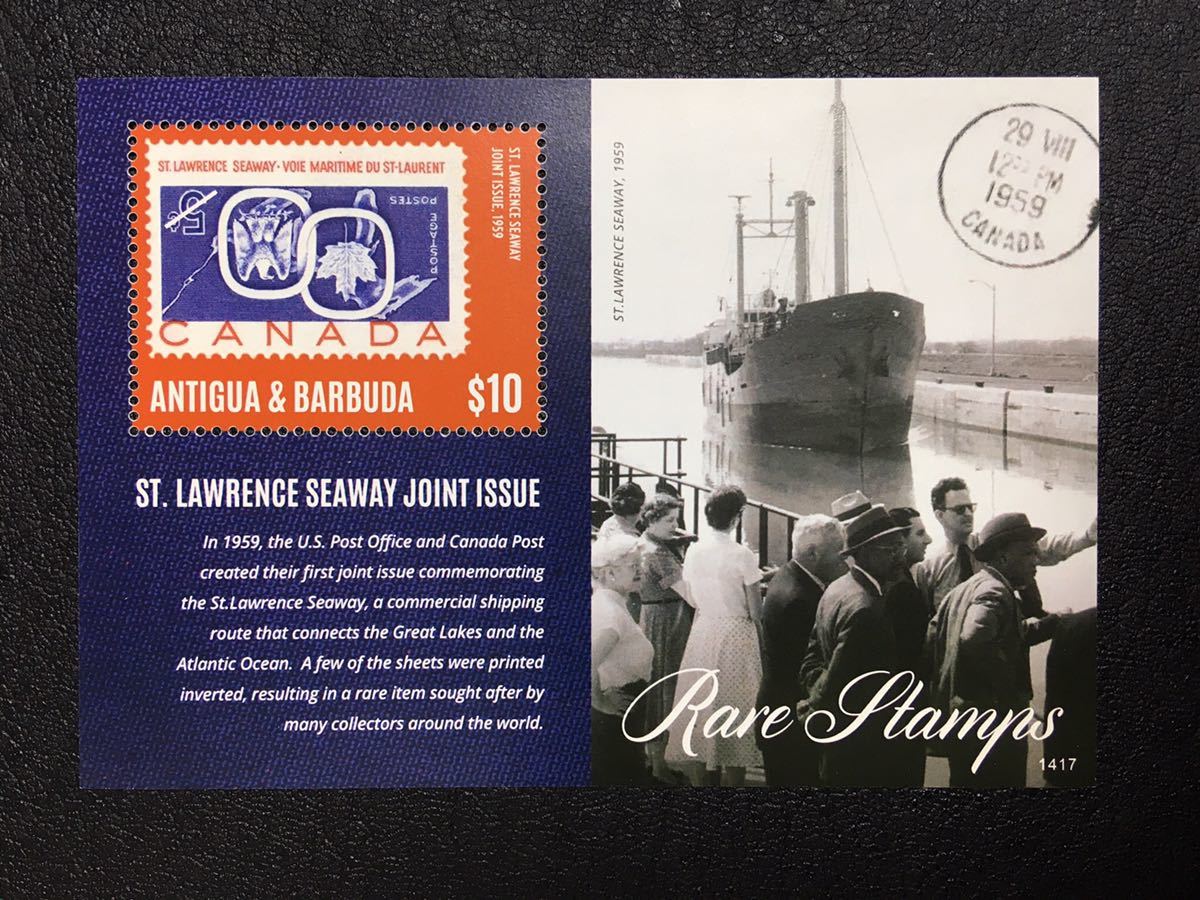 ST. LAWRENCE SEAWAY · VOIE MARITIME DU ST-LAURENT
5¢
POSTES
POSTAGE
CANADA
ST. LAWRENCE SEAWAY
JOINT ISSUE, 1959
ANTIGUA & BARBUDA $10
ST. LAWRENCE SEAWAY JOINT ISSUE
In 1959, the U.S. Post Office and Canada Post
created their first joint issue commemorating
the St.Lawrence Seaway, a commercial shipping
route that connects the Great Lakes and the
Atlantic Ocean. A few of the sheets were printed
inverted, resulting in a rare item sought after by
many collectors around the world.
ST. LAWRENCE SEAWAY, 1959
29 VIII
PM
1959
CANADA
Rare Stamps
1417